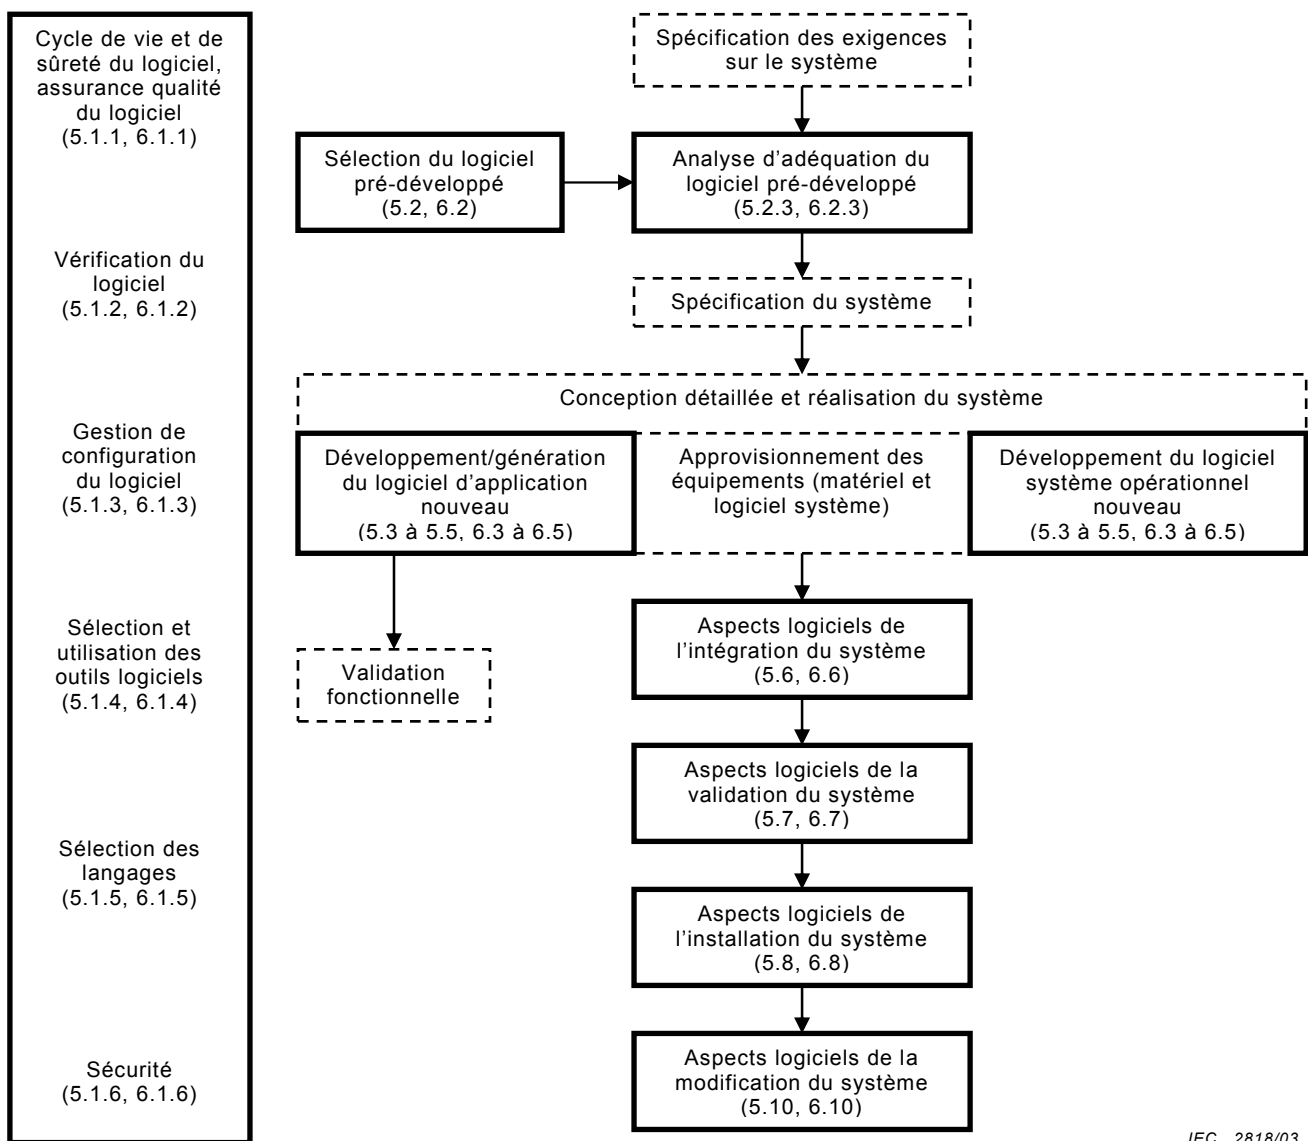 Cycle de vie et de
sûreté du logiciel,
assurance qualité
du logiciel
(5.1.1, 6.1.1)
Vérification du
logiciel
(5.1.2, 6.1.2)
Gestion de
configuration
du logiciel
(5.1.3, 6.1.3)
Sélection et
utilisation des
outils logiciels
(5.1.4, 6.1.4)
Sélection des
langages
(5.1.5, 6.1.5)
Sécurité
(5.1.6, 6.1.6)
Spécification des exigences
sur le système
Sélection du logiciel
pré-développé
(5.2, 6.2)
Analyse d'adéquation du
logiciel pré-développé
(5.2.3, 6.2.3)
Spécification du système
Conception détaillée et réalisation du système
Développement/génération
du logiciel d'application
nouveau
(5.3 à 5.5, 6.3 à 6.5)
Approvisionnement des
équipements (matériel et
logiciel système)
Développement du logiciel
système opérationnel
nouveau
(5.3 à 5.5, 6.3 à 6.5)
Validation
fonctionnelle
Aspects logiciels de
l'intégration du système
(5.6, 6.6)
Aspects logiciels de la
validation du système
(5.7, 6.7)
Aspects logiciels de
l'installation du système
(5.8, 6.8)
Aspects logiciels de la
modification du système
(5.10, 6.10)
IEC 2818/03